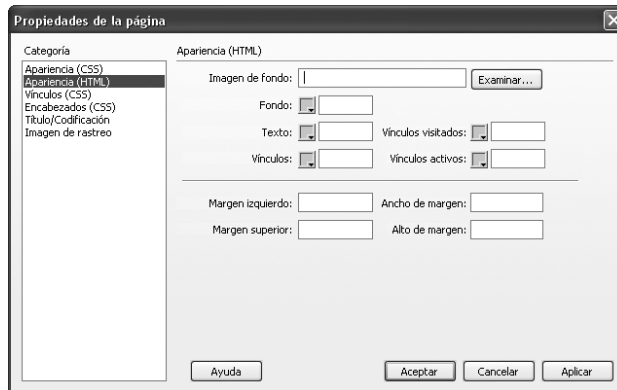 Propiedades de la página
Categoría
Apariencia (CSS)
Apariencia (HTML)
Vínculos (CSS)
Encabezados (CSS)
Título/Codificación
Imagen de rastreo
Apariencia (HTML)
Imagen de fondo: Examinar...
Fondo:
Texto: Vínculos visitados:
Vínculos: Vínculos activos:
Margen izquierdo: Ancho de margen:
Margen superior: Alto de margen:
Ayuda Aceptar Cancelar Aplicar